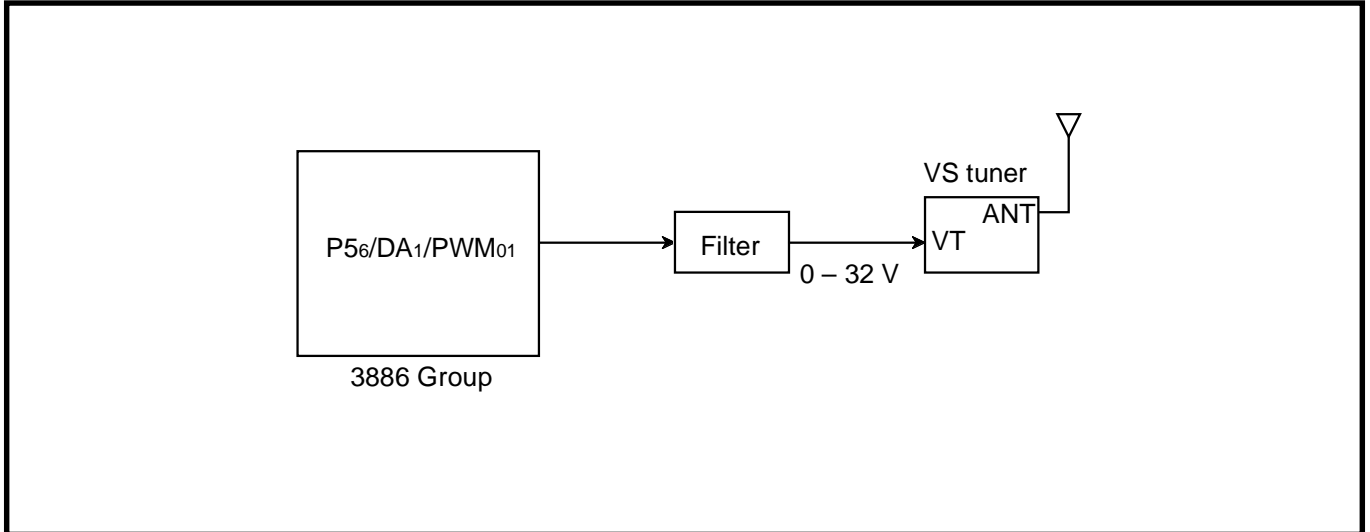 VS tuner
ANT
P56/DA1/PWM01
Filter
VT
0 – 32 V
3886 Group